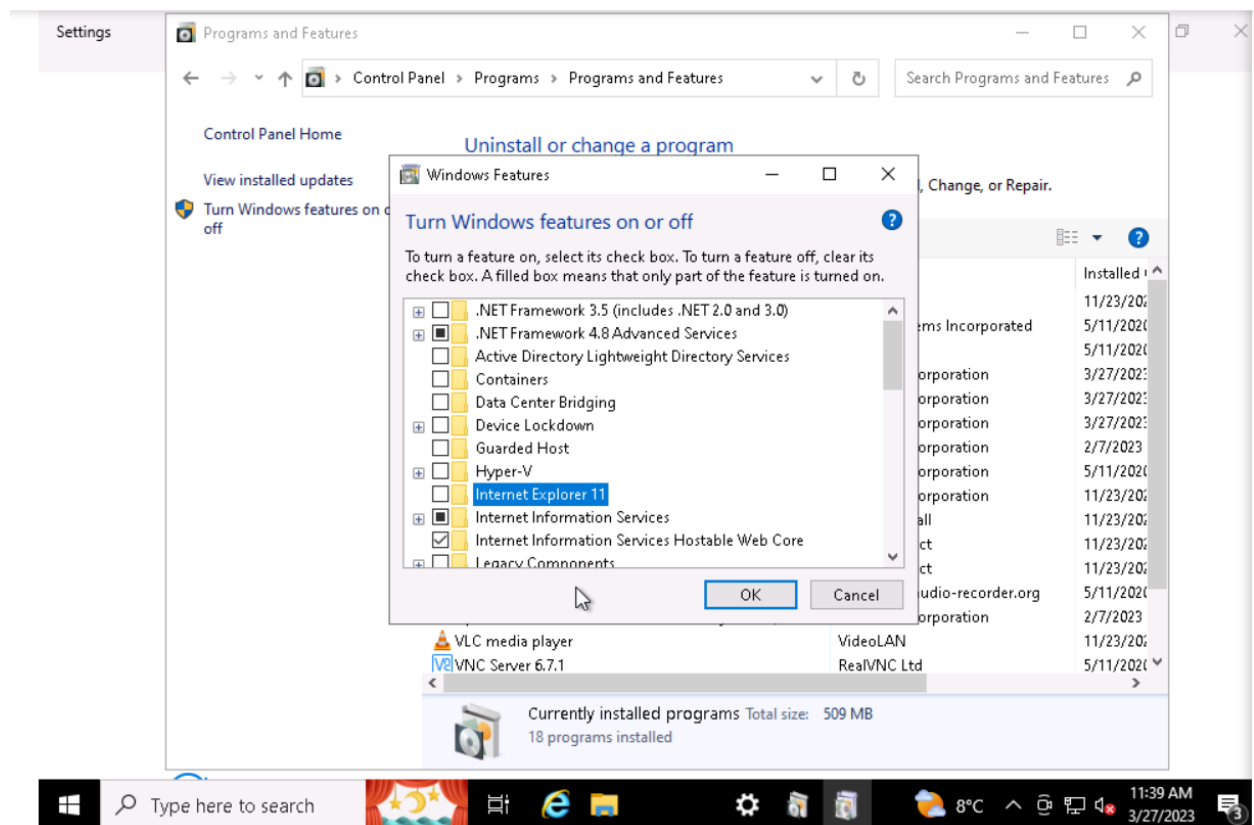 Settings
Programs and Features
Control Panel > Programs > Programs and Features
Search Programs and Features
Control Panel Home
View installed updates
Turn Windows features on
off
Uninstall or change a program
, Change, or Repair.
Windows Features
Turn Windows features on or off
To turn a feature on, select its check box. To turn a feature off, clear its
check box. A filled box means that only part of the feature is turned on.
.NET Framework 3.5 (includes .NET 2.0 and 3.0)
.NET Framework 4.8 Advanced Services
Active Directory Lightweight Directory Services
Containers
Data Center Bridging
Device Lockdown
Guarded Host
Hyper-V
Internet Explorer 11
Internet Information Services
Internet Information Services Hostable Web Core
Legacy Components
OK Cancel
Installed
11/23/202
ems Incorporated 5/11/202
5/11/202
orporation 3/27/202
orporation 3/27/202
orporation 3/27/202
orporation 2/7/2023
orporation 5/11/202
orporation 11/23/202
all 11/23/202
ct 11/23/202
ct 11/23/202
udio-recorder.org 5/11/202
orporation 2/7/2023
VLC media player VideoLAN 11/23/202
VNC Server 6.7.1 RealVNC Ltd 5/11/202
Currently installed programs Total size: 509 MB
18 programs installed
Type here to search
8°C
11:39 AM
3/27/2023
3